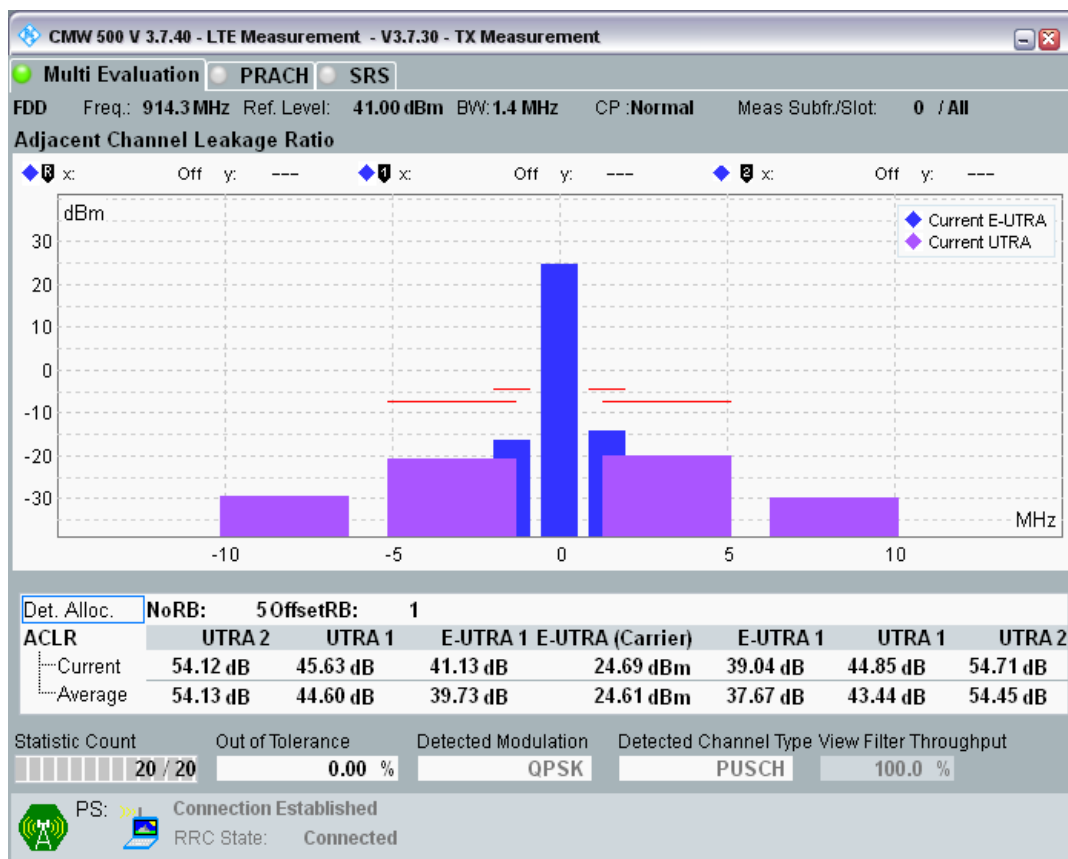 CMW 500 V 3.7.40 - LTE Measurement - V3.7.30 - TX Measurement
Multi Evaluation PRACH SRS
FDD Freq.: 914.3 MHz Ref. Level: 41.00 dBm BW: 1.4 MHz CP :Normal Meas Subfr./Slot: 0 / All
Adjacent Channel Leakage Ratio
R x: Off y: --- 1 x: Off y: --- 2 x: Off y: ---
dBm
Current E-UTRA
Current UTRA
30
20
10
0
-10
-20
-30
MHz
-10 -5 0 5 10
Det. Alloc. NoRB: 5 OffsetRB: 1
ACLR UTRA 2 UTRA 1 E-UTRA 1 E-UTRA (Carrier) E-UTRA 1 UTRA 1 UTRA 2
Current 54.12 dB 45.63 dB 41.13 dB 24.69 dBm 39.04 dB 44.85 dB 54.71 dB
Average 54.13 dB 44.60 dB 39.73 dB 24.61 dBm 37.67 dB 43.44 dB 54.45 dB
Statistic Count Out of Tolerance Detected Modulation Detected Channel Type View Filter Throughput
20 / 20 0.00 % QPSK PUSCH 100.0 %
PS: Connection Established
RRC State: Connected